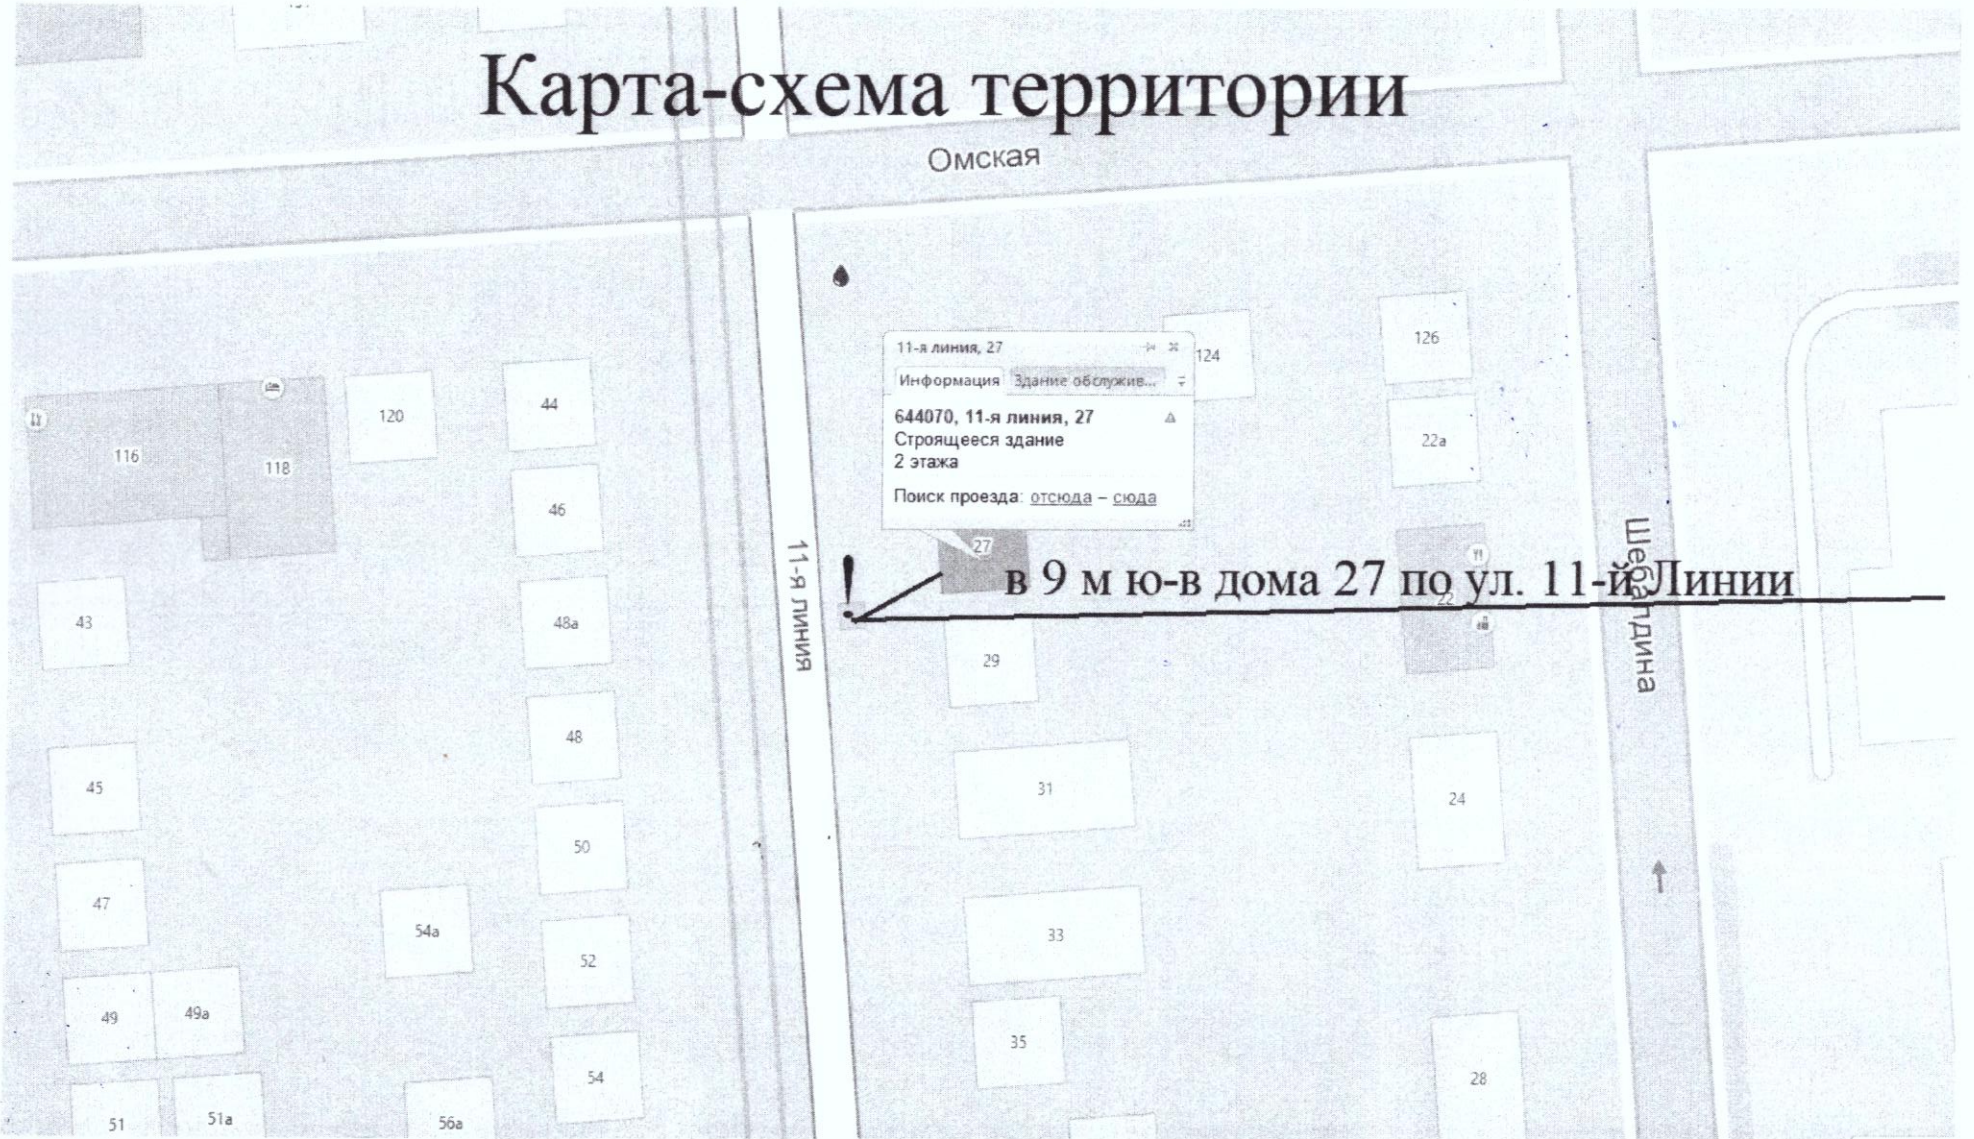 Карта-схема территории
Омская
11-я линия, 27
Информация
Здание обслужив...
644070, 11-я линия, 27
Строящееся здание
2 этажа
Поиск проезда: отсюда – сюда
124
126
22а
116
118
120
44
46
27
!
в 9 м ю-в дома 27 по ул. 11-й Линии
22
11-я линия
Шебалдина
43
48а
29
48
45
31
24
50
47
54а
33
52
49
49а
35
54
28
51
51а
56а